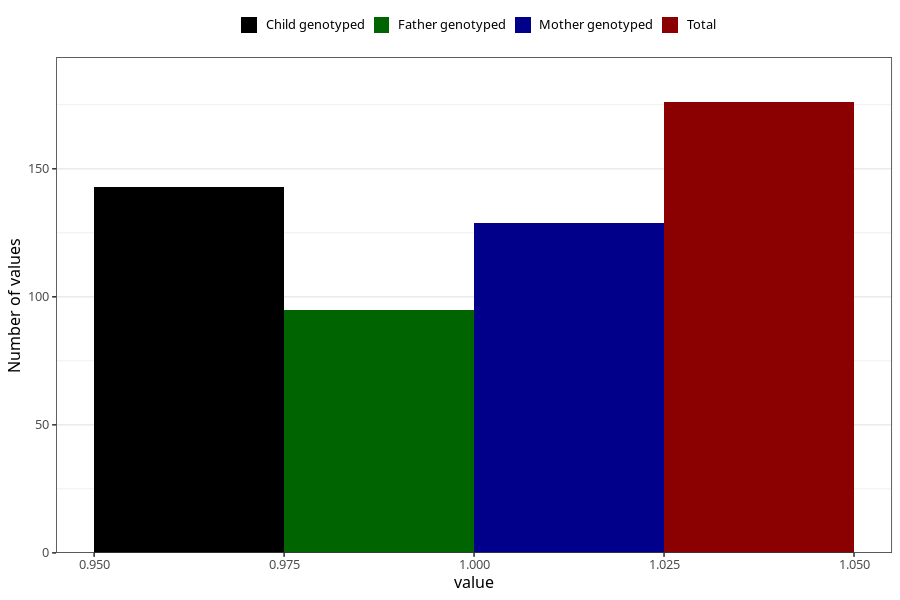 Child genotyped Father genotyped Mother genotyped Total
Number of values
150
100
50
0
0.950 0.975 1.000 1.025 1.050
value